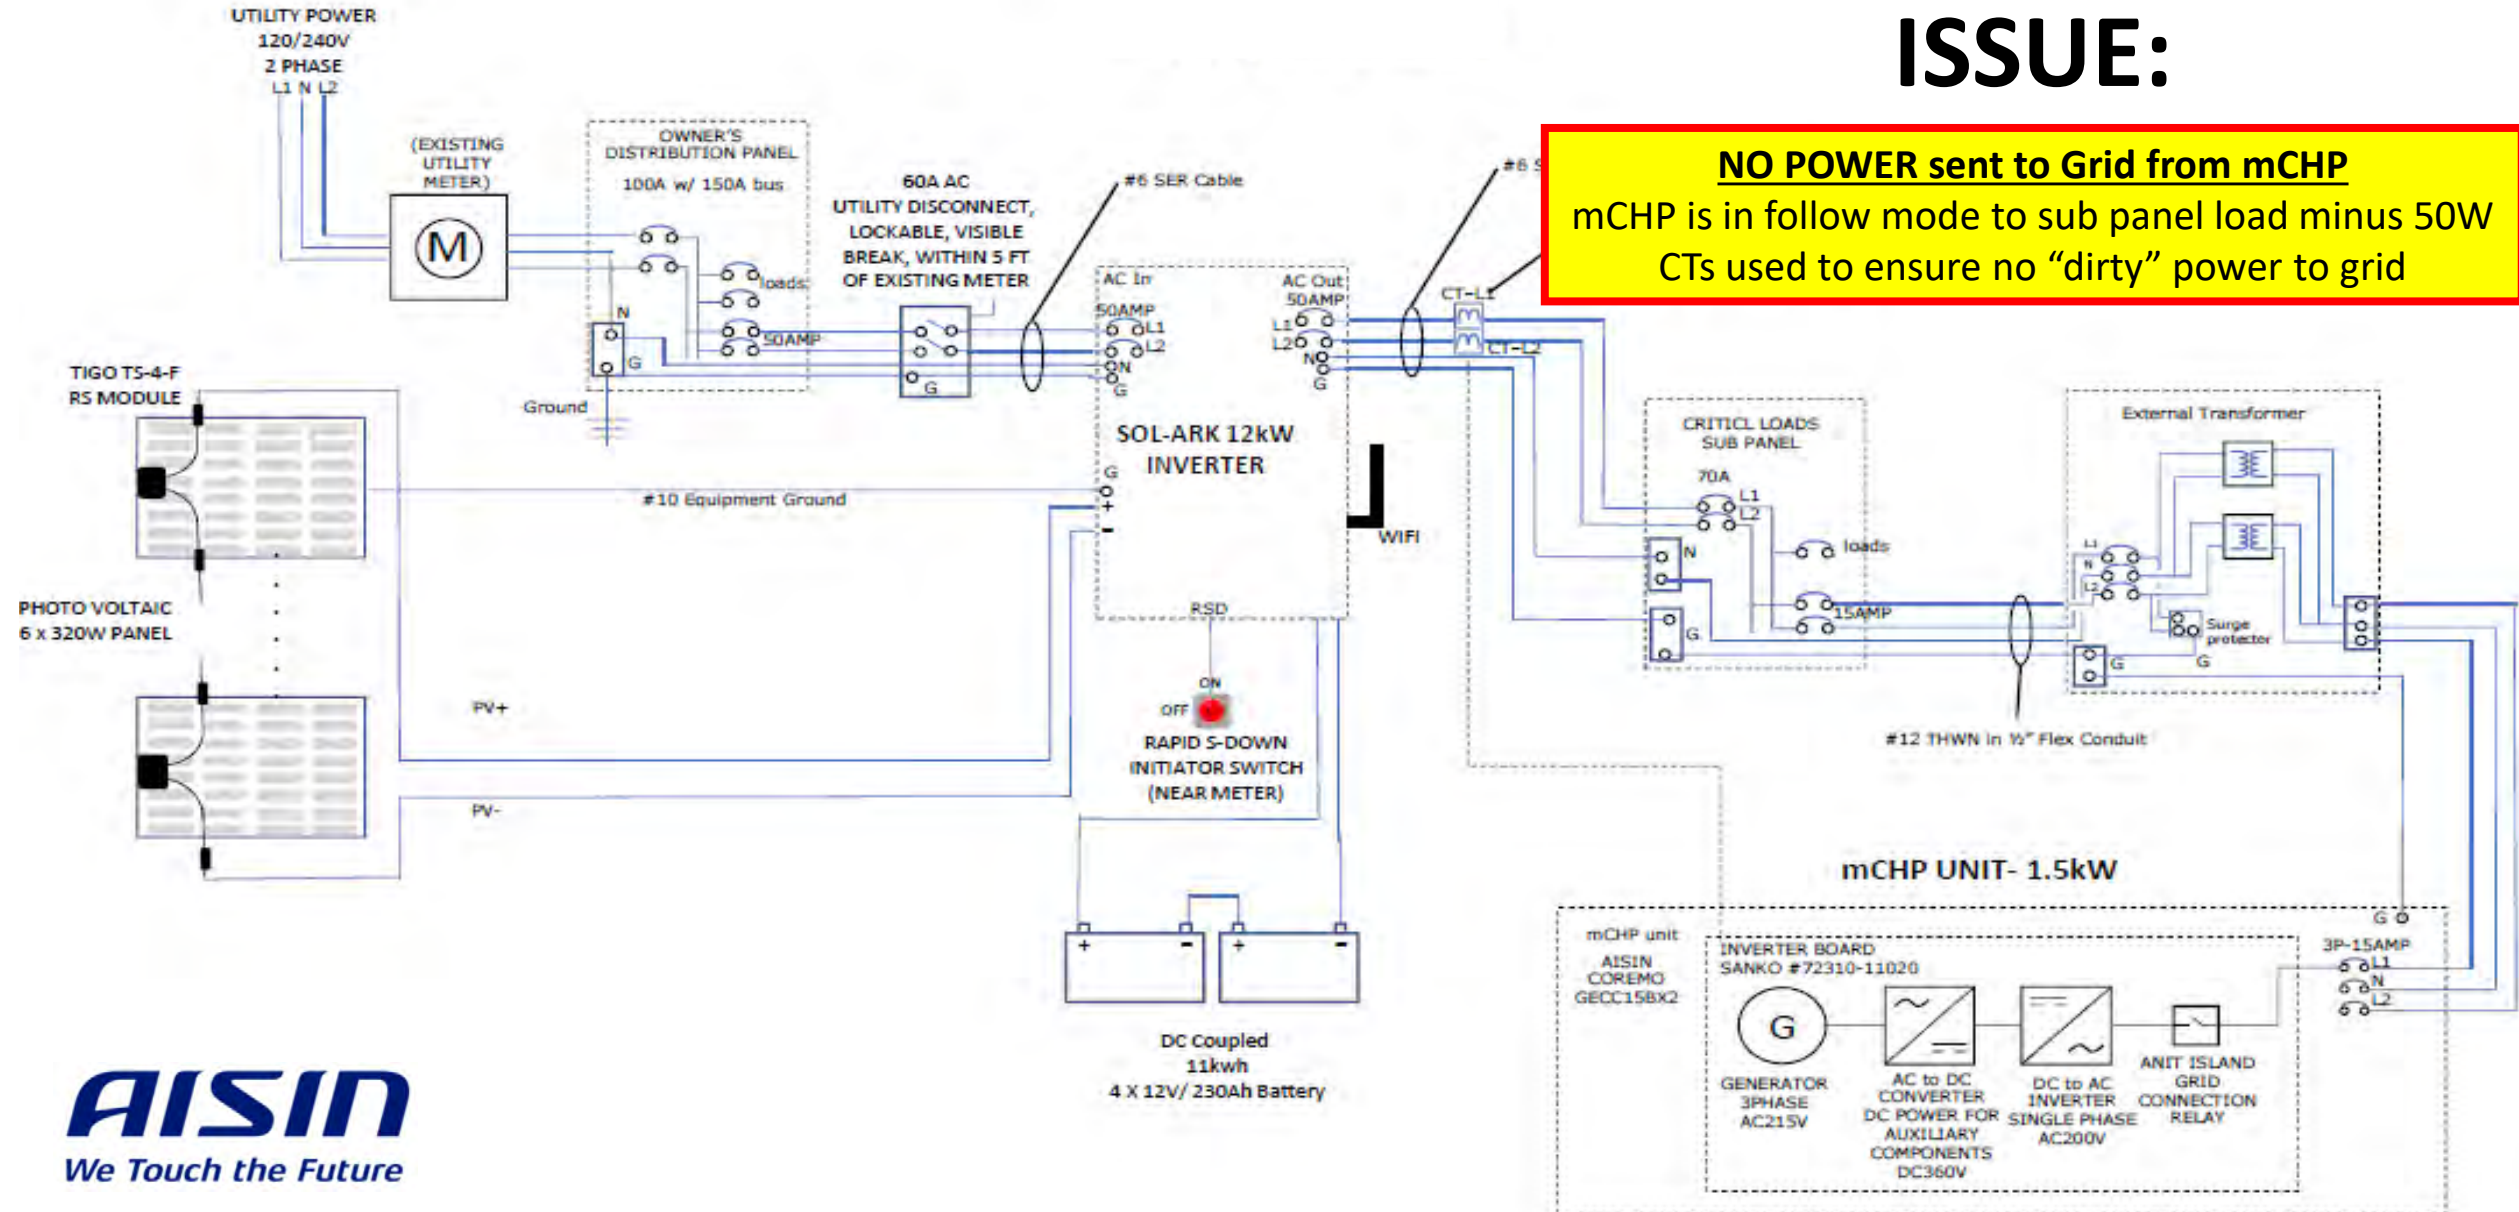 UTILITY POWER
120/240V
2 PHASE
L1 N L2
ISSUE:
NO POWER sent to Grid from mCHP
mCHP is in follow mode to sub panel load minus 50W
CTs used to ensure no “dirty” power to grid
(EXISTING
UTILITY
METER)
M
OWNER'S
DISTRIBUTION PANEL
100A w/ 150A bus
loads
50AMP
N
G
Ground
60A AC
UTILITY DISCONNECT,
LOCKABLE, VISIBLE
BREAK, WITHIN 5 FT
OF EXISTING METER
G
#6 SER Cable
#6 S
AC In
50AMP
L1
L2
N
G
AC Out
50AMP
L1
L2
N
G
CT-L1
CT-L2
SOL-ARK 12kW
INVERTER
G
+
-
WIFI
RSD
ON
OFF
RAPID S-DOWN
INITIATOR SWITCH
(NEAR METER)
TIGO TS-4-F
RS MODULE
#10 Equipment Ground
PHOTO VOLTAIC
6 x 320W PANEL
PV+
PV-
+ - + -
DC Coupled
11kwh
4 X 12V/ 230Ah Battery
CRITICL LOADS
SUB PANEL
70A
L1
L2
N
loads
15AMP
G
External Transformer
L1
N
L2
Surge
protector
G
G
#12 THWN in ½" Flex Conduit
mCHP UNIT- 1.5kW
mCHP unit
AISIN
COREMO
GECC15BX2
INVERTER BOARD
SANKO #72310-11020
G
GENERATOR
3PHASE
AC215V
AC to DC
CONVERTER
DC POWER FOR
AUXILIARY
COMPONENTS
DC360V
DC to AC
INVERTER
SINGLE PHASE
AC200V
ANIT ISLAND
GRID
CONNECTION
RELAY
G
3P-15AMP
L1
N
L2
AISIN
We Touch the Future